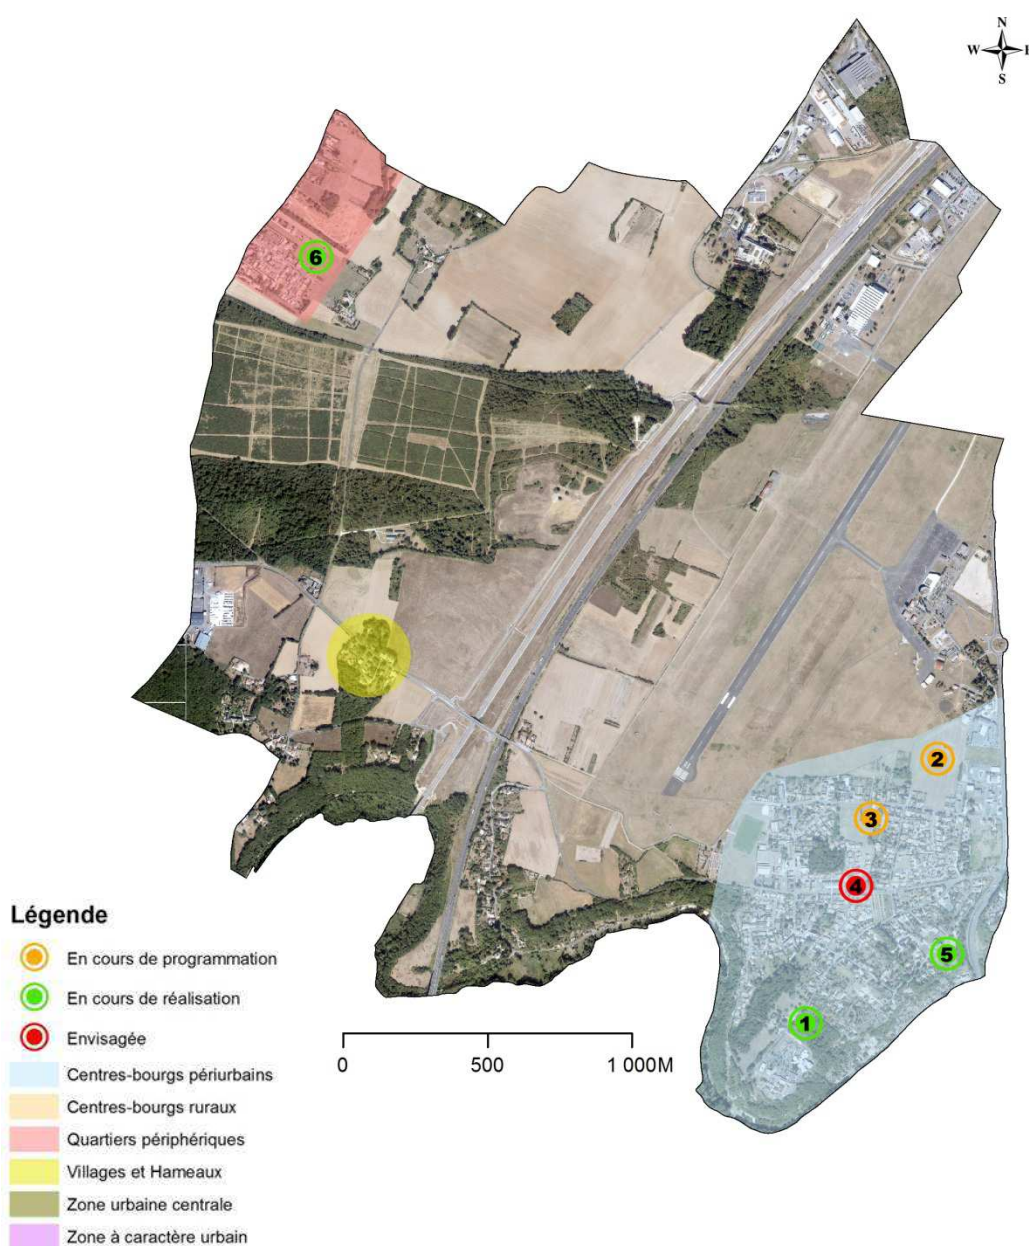 N
W E
S
6
2
3
4
5
1
Légende
En cours de programmation
En cours de réalisation
Envisagée
Centres-bourgs périurbains
Centres-bourgs ruraux
Quartiers périphériques
Villages et Hameaux
Zone urbaine centrale
Zone à caractère urbain
0 500 1 000M